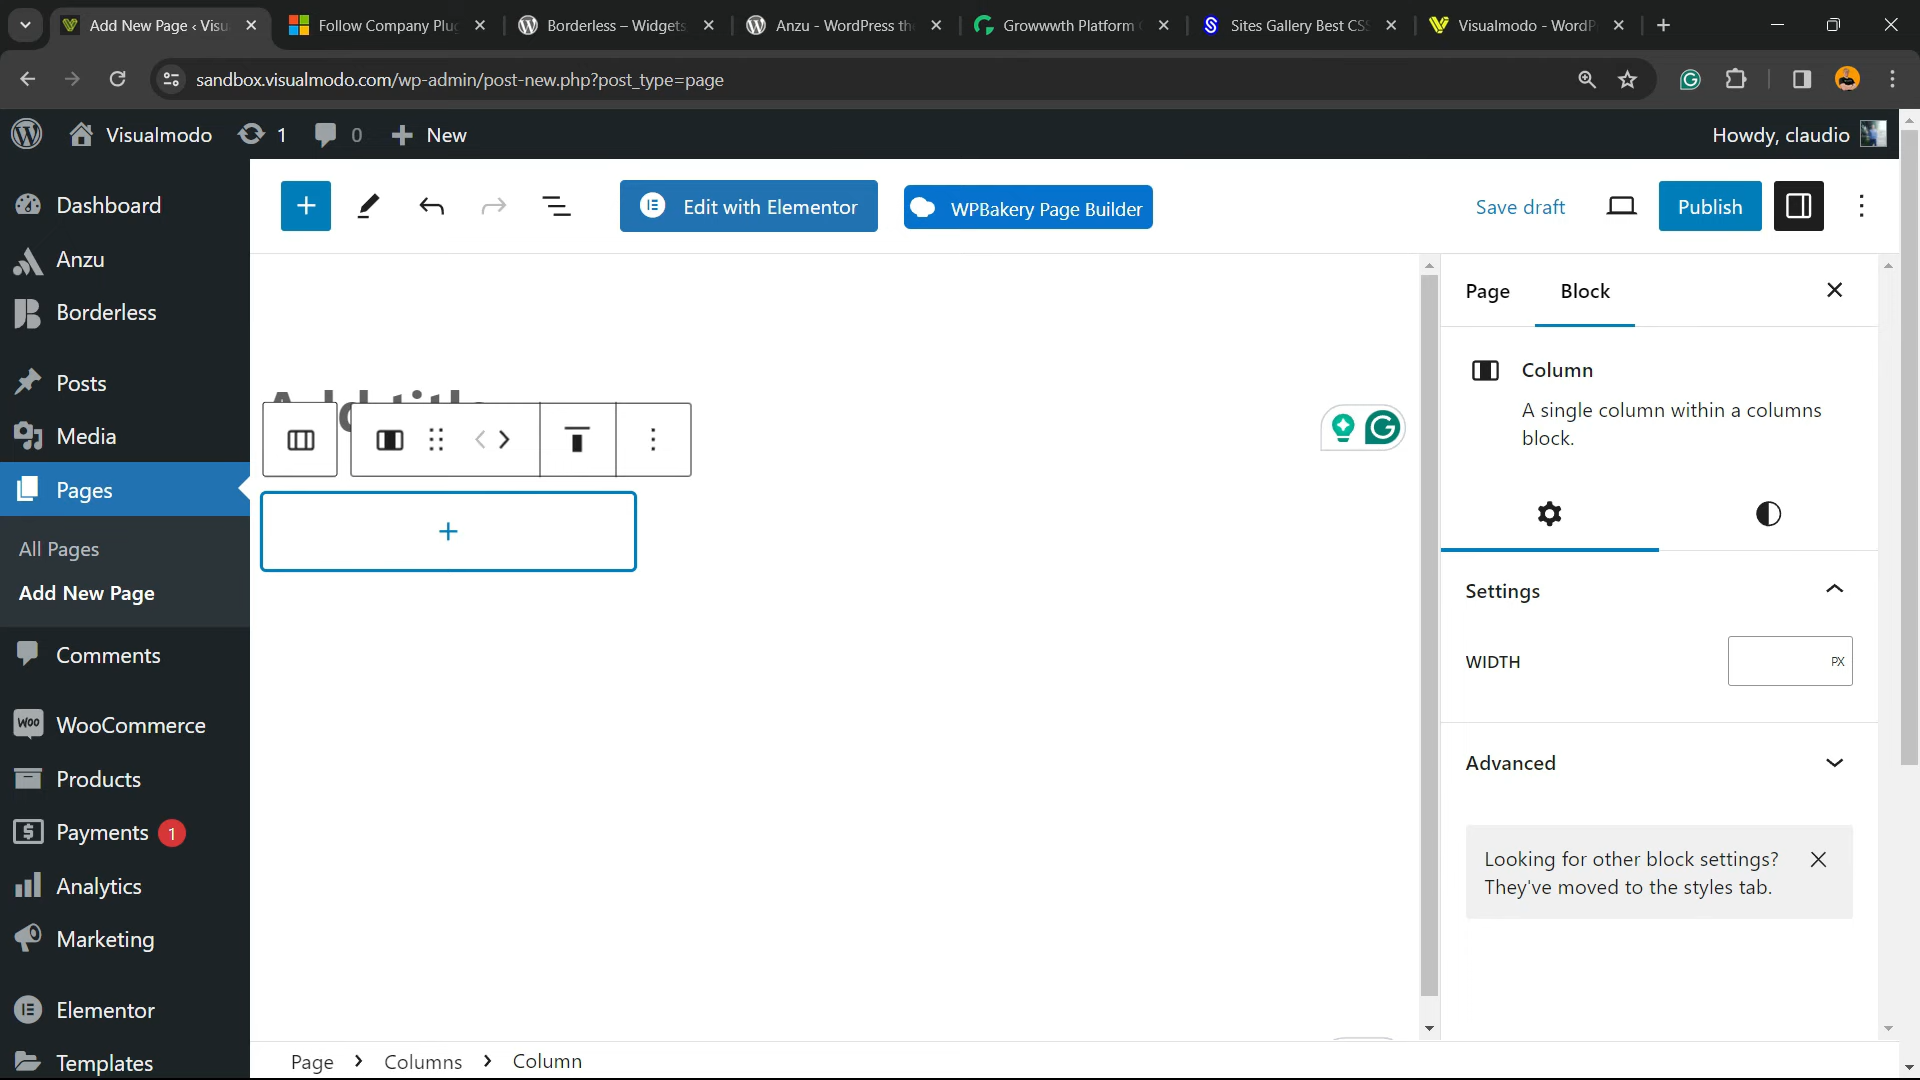 Add New Page ‹ Visu
Follow Company Plu
Borderless – Widgets
Anzu - WordPress th
Growwwth Platform
Sites Gallery Best CSS
Visualmodo - WordP
sandbox.visualmodo.com/wp-admin/post-new.php?post_type=page
Visualmodo 1 0 New
Howdy, claudio
Dashboard
Anzu
Borderless
Posts
Media
Pages
All Pages
Add New Page
Comments
WooCommerce
Products
Payments 1
Analytics
Marketing
Elementor
Templates
Edit with Elementor
WPBakery Page Builder
Save draft
Publish
Add title
Page
Block
Column
A single column within a columns
block.
Settings
WIDTH
PX
Advanced
Looking for other block settings?
They've moved to the styles tab.
Page > Columns > Column